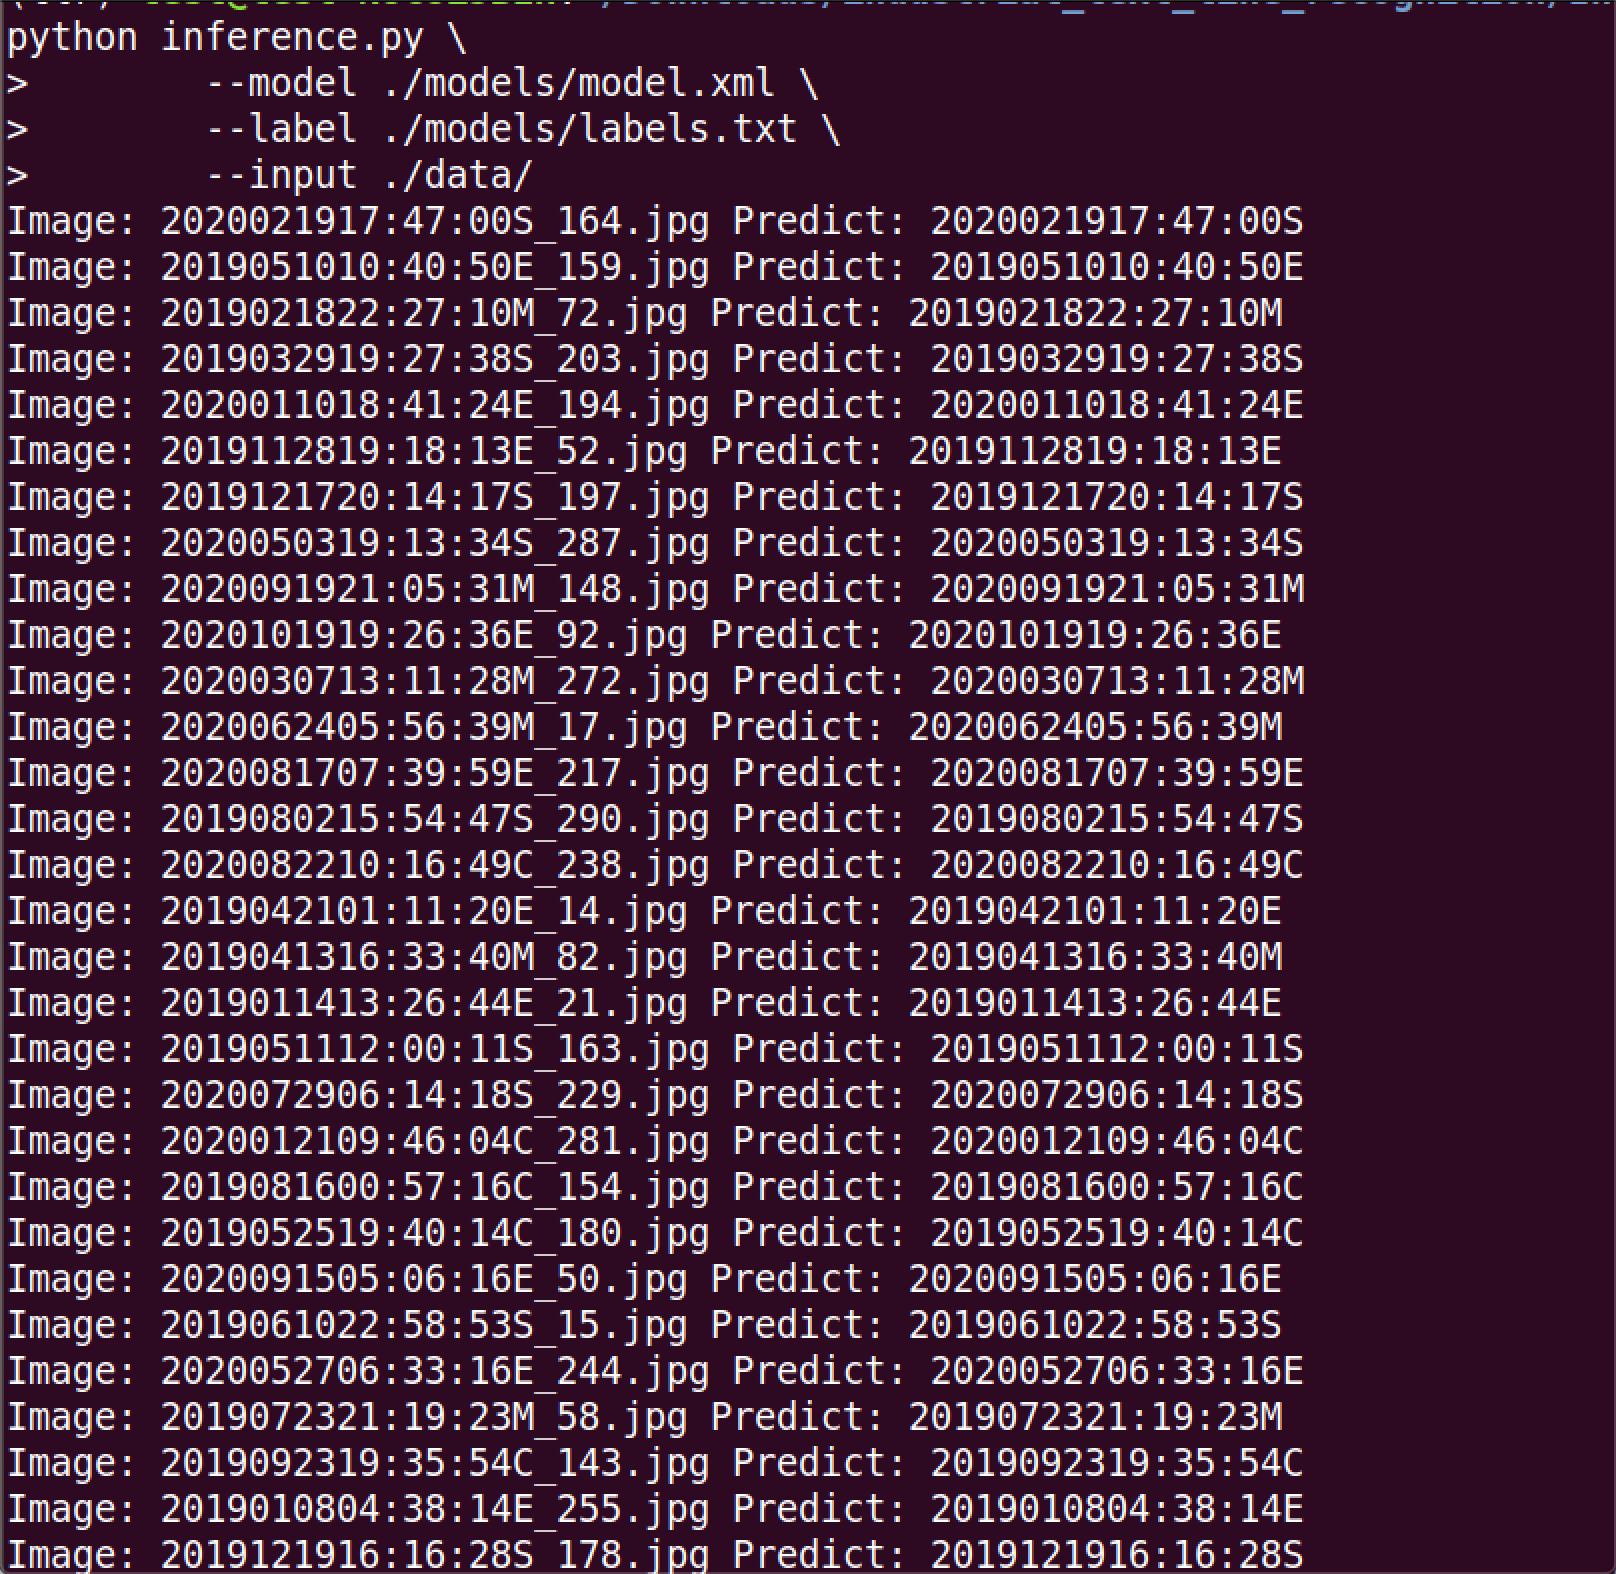 python inference.py \
>        --model ./models/model.xml \
>        --label ./models/labels.txt \
>        --input ./data/
Image: 2020021917:47:00S_164.jpg Predict: 2020021917:47:00S
Image: 2019051010:40:50E_159.jpg Predict: 2019051010:40:50E
Image: 2019021822:27:10M_72.jpg Predict: 2019021822:27:10M
Image: 2019032919:27:38S_203.jpg Predict: 2019032919:27:38S
Image: 2020011018:41:24E_194.jpg Predict: 2020011018:41:24E
Image: 2019112819:18:13E_52.jpg Predict: 2019112819:18:13E
Image: 2019121720:14:17S_197.jpg Predict: 2019121720:14:17S
Image: 2020050319:13:34S_287.jpg Predict: 2020050319:13:34S
Image: 2020091921:05:31M_148.jpg Predict: 2020091921:05:31M
Image: 2020101919:26:36E_92.jpg Predict: 2020101919:26:36E
Image: 2020030713:11:28M_272.jpg Predict: 2020030713:11:28M
Image: 2020062405:56:39M_17.jpg Predict: 2020062405:56:39M
Image: 2020081707:39:59E_217.jpg Predict: 2020081707:39:59E
Image: 2019080215:54:47S_290.jpg Predict: 2019080215:54:47S
Image: 2020082210:16:49C_238.jpg Predict: 2020082210:16:49C
Image: 2019042101:11:20E_14.jpg Predict: 2019042101:11:20E
Image: 2019041316:33:40M_82.jpg Predict: 2019041316:33:40M
Image: 2019011413:26:44E_21.jpg Predict: 2019011413:26:44E
Image: 2019051112:00:11S_163.jpg Predict: 2019051112:00:11S
Image: 2020072906:14:18S_229.jpg Predict: 2020072906:14:18S
Image: 2020012109:46:04C_281.jpg Predict: 2020012109:46:04C
Image: 2019081600:57:16C_154.jpg Predict: 2019081600:57:16C
Image: 2019052519:40:14C_180.jpg Predict: 2019052519:40:14C
Image: 2020091505:06:16E_50.jpg Predict: 2020091505:06:16E
Image: 2019061022:58:53S_15.jpg Predict: 2019061022:58:53S
Image: 2020052706:33:16E_244.jpg Predict: 2020052706:33:16E
Image: 2019072321:19:23M_58.jpg Predict: 2019072321:19:23M
Image: 2019092319:35:54C_143.jpg Predict: 2019092319:35:54C
Image: 2019010804:38:14E_255.jpg Predict: 2019010804:38:14E
Image: 2019121916:16:28S_178.jpg Predict: 2019121916:16:28S